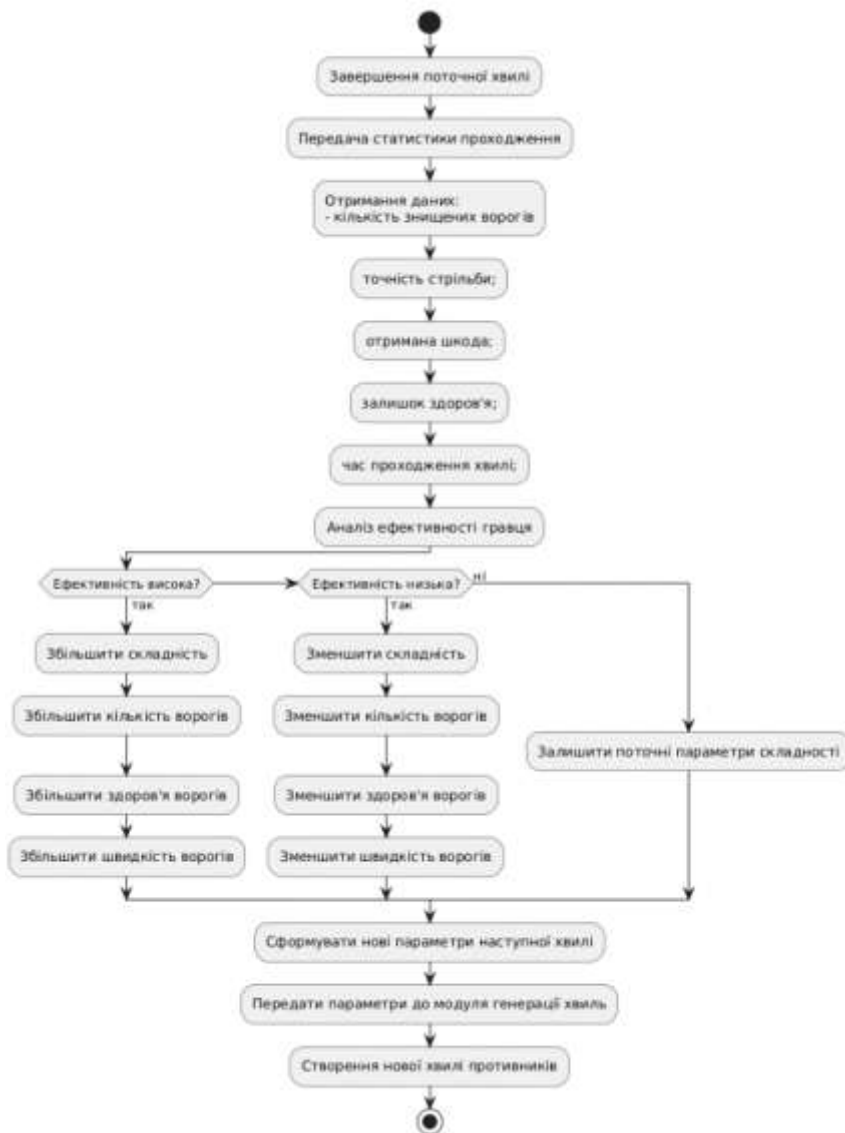 Завершення поточної хвилі
Передача статистики проходження
Отримання даних:
- кількість знищених ворогів
точність стрільби;
отримана шкода;
залишок здоров'я;
час проходження хвилі;
Аналіз ефективності гравця
Ефективність висока?
так
Збільшити складність
Збільшити кількість ворогів
Збільшити здоров'я ворогів
Збільшити швидкість ворогів
Ефективність низька?
так
Зменшити складність
Зменшити кількість ворогів
Зменшити здоров'я ворогів
Зменшити швидкість ворогів
ні
Залишити поточні параметри складності
Сформувати нові параметри наступної хвилі
Передати параметри до модуля генерації хвиль
Створення нової хвилі противників